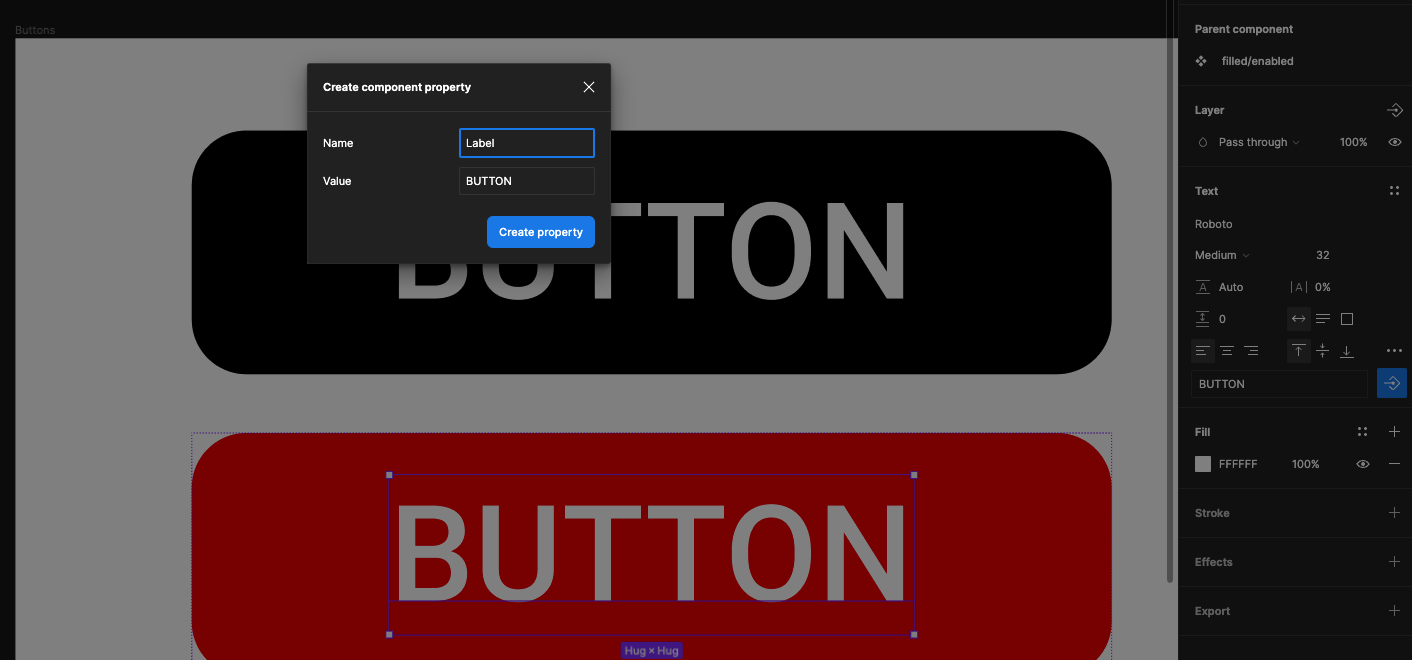 Buttons
Create component property
Name
Label
Value
BUTTON
Create property
BUTTON
BUTTON
Hug × Hug
Parent component
filled/enabled
Layer
Pass through
100%
Text
Roboto
Medium
32
Auto
|A| 0%
0
BUTTON
Fill
FFFFFF
100%
Stroke
Effects
Export